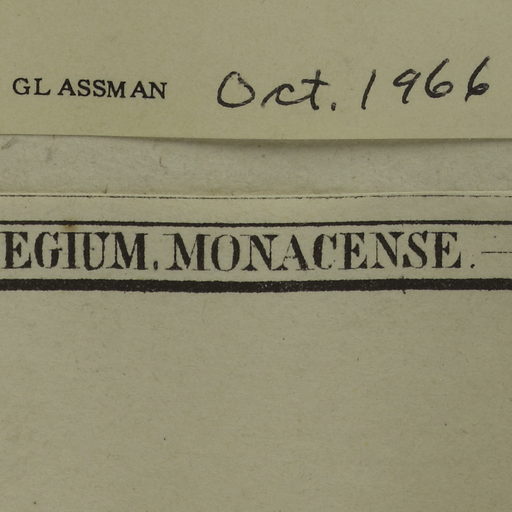 GLASSMAN Oct. 1966
EGIUM. MONACENSE.